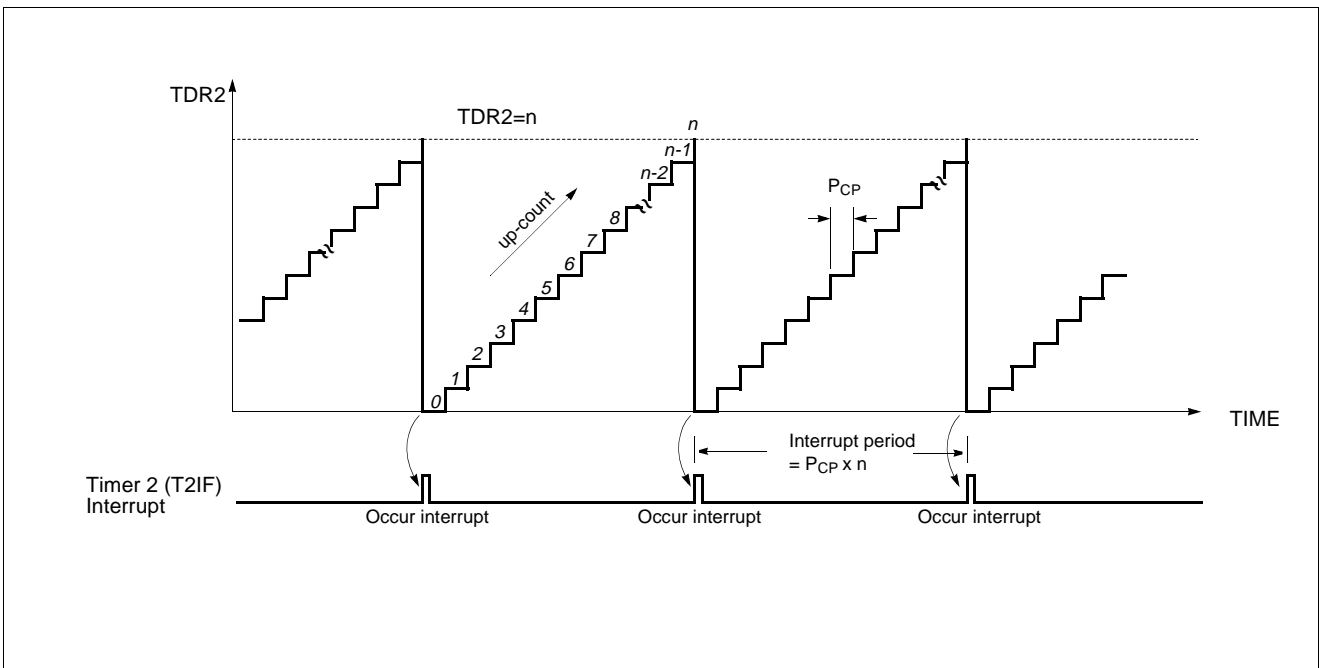 TDR2
TDR2=n
n
n-1
n-2
up-count
8
7
6
5
4
3
2
1
0
PCP
TIME
Interrupt period
= PCP x n
Timer 2 (T2IF)
Interrupt
Occur interrupt
Occur interrupt
Occur interrupt